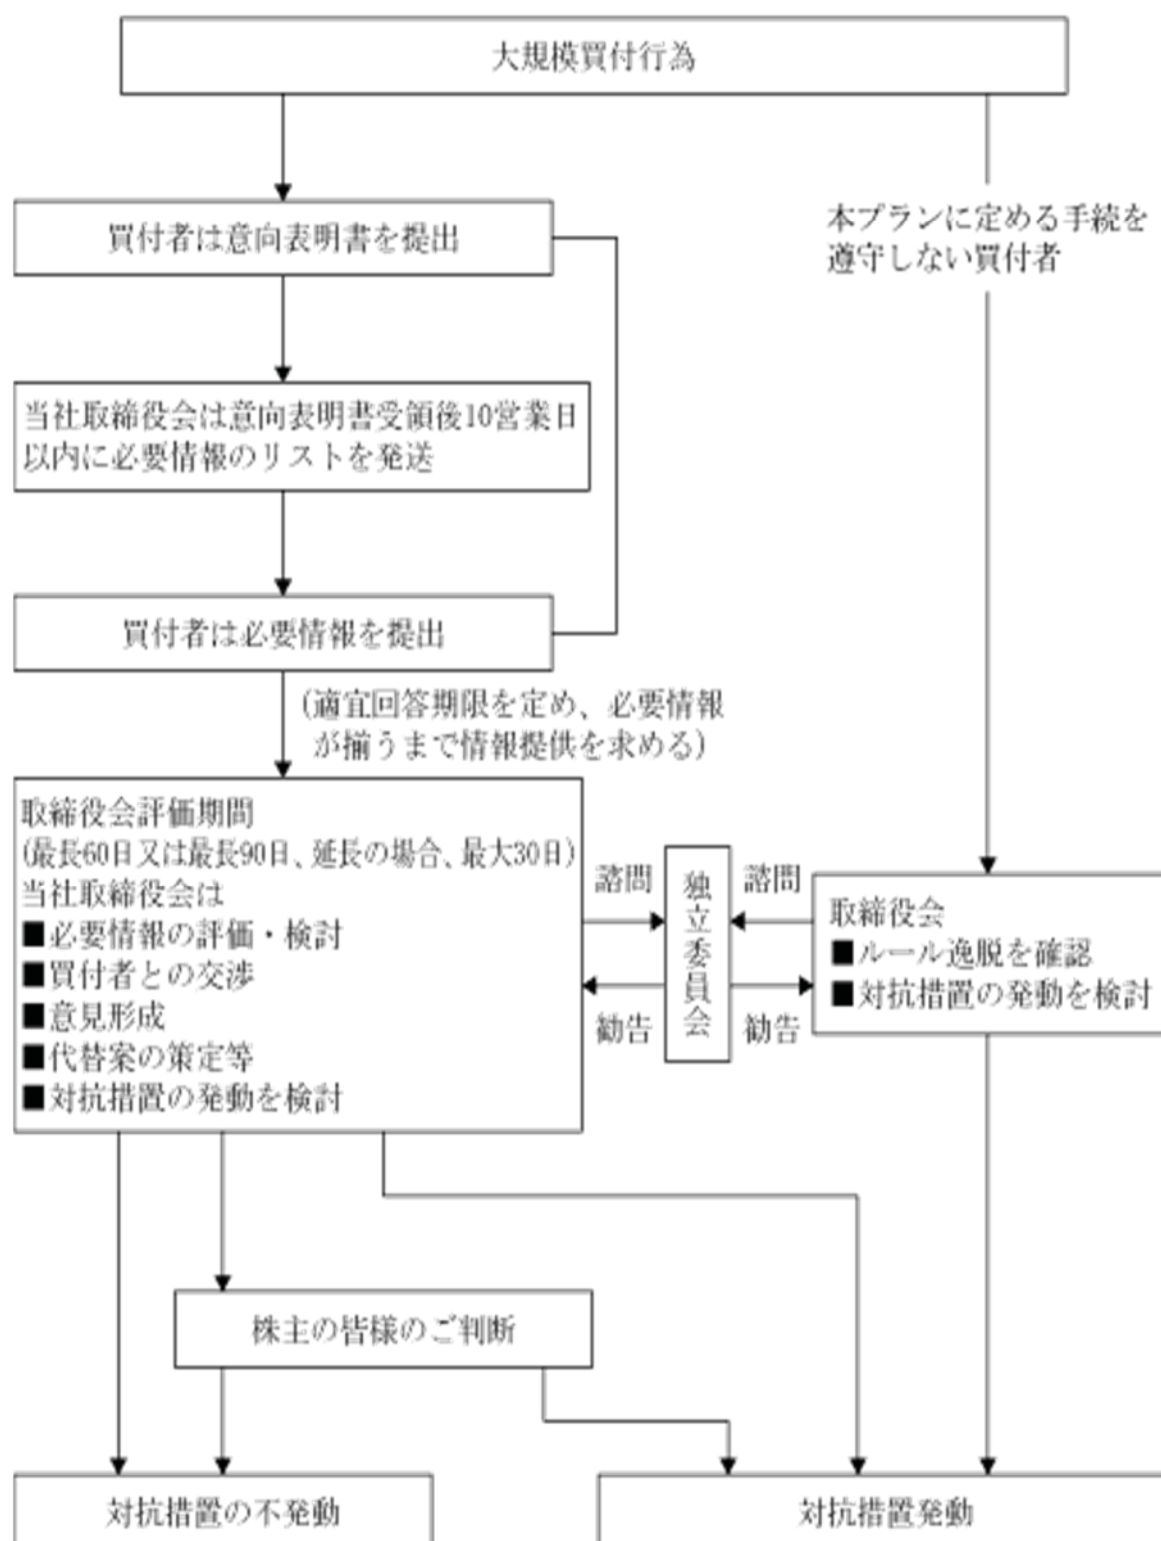 大規模買付行為
買付者は意向表明書を提出
本プランに定める手続を
遵守しない買付者
当社取締役会は意向表明書受領後10営業日
以内に必要情報のリストを発送
買付者は必要情報を提出
(適宜回答期限を定め、必要情報
が揃うまで情報提供を求める)
取締役会評価期間
(最長60日又は最長90日、延長の場合、最大30日)
当社取締役会は
■必要情報の評価・検討
■買付者との交渉
■意見形成
■代替案の策定等
■対抗措置の発動を検討
諮問
勧告
独立委員会
諮問
勧告
取締役会
■ルール逸脱を確認
■対抗措置の発動を検討
株主の皆様のご判断
対抗措置の不発動
対抗措置発動